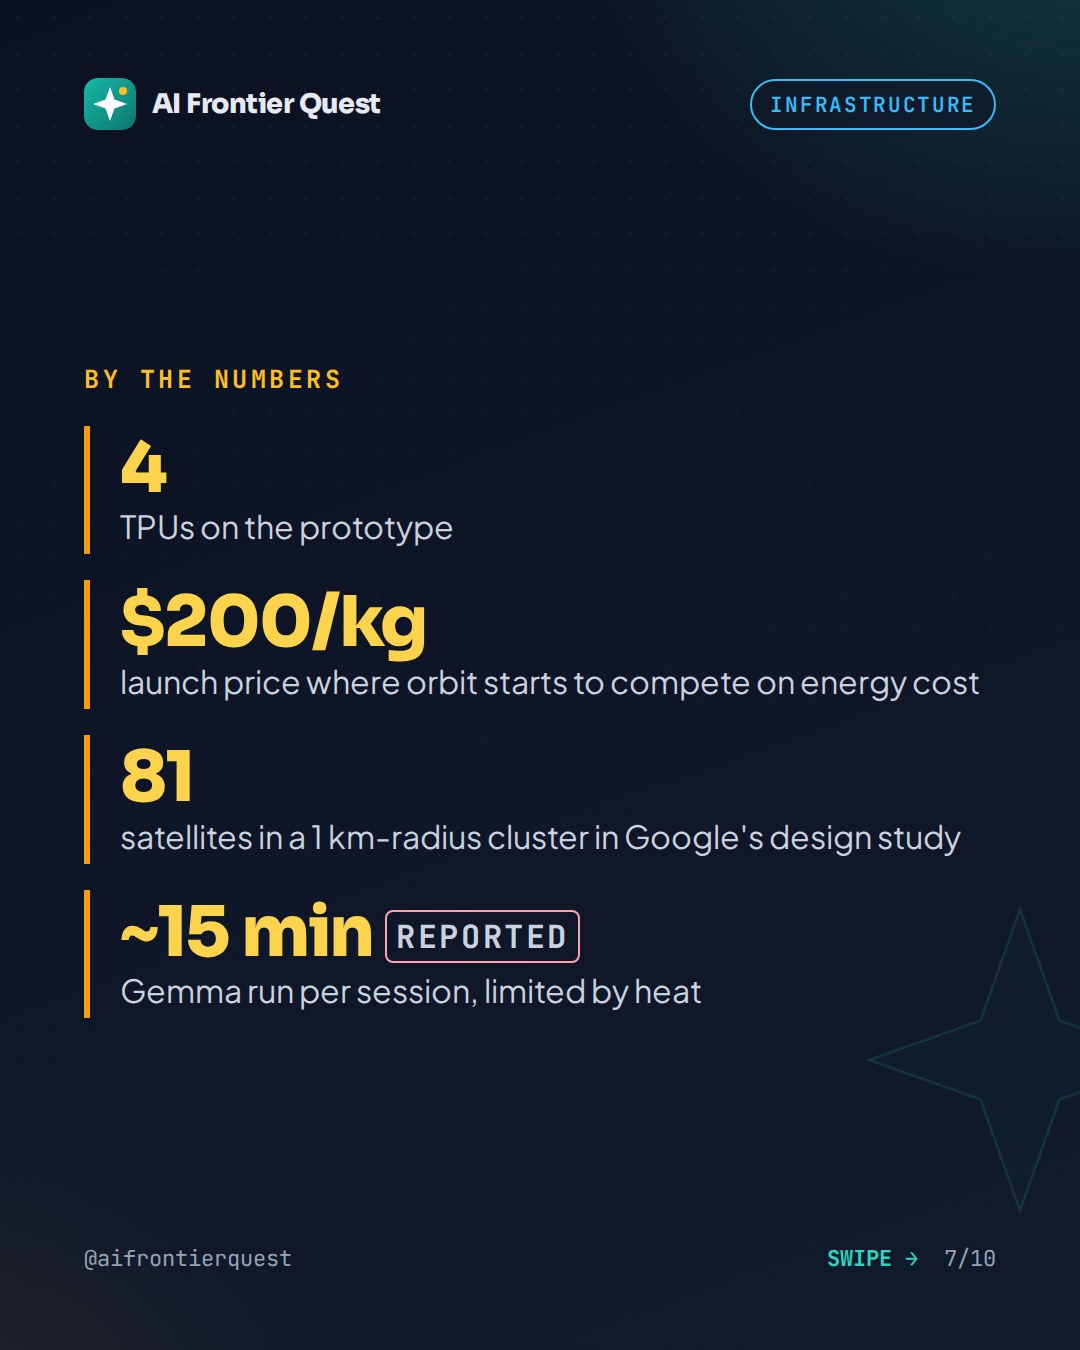 AI Frontier Quest
INFRASTRUCTURE
BY THE NUMBERS
4
TPUs on the prototype
$200/kg
launch price where orbit starts to compete on energy cost
81
satellites in a 1 km-radius cluster in Google's design study
~15 min REPORTED
Gemma run per session, limited by heat
@aifrontierquest
SWIPE → 7/10